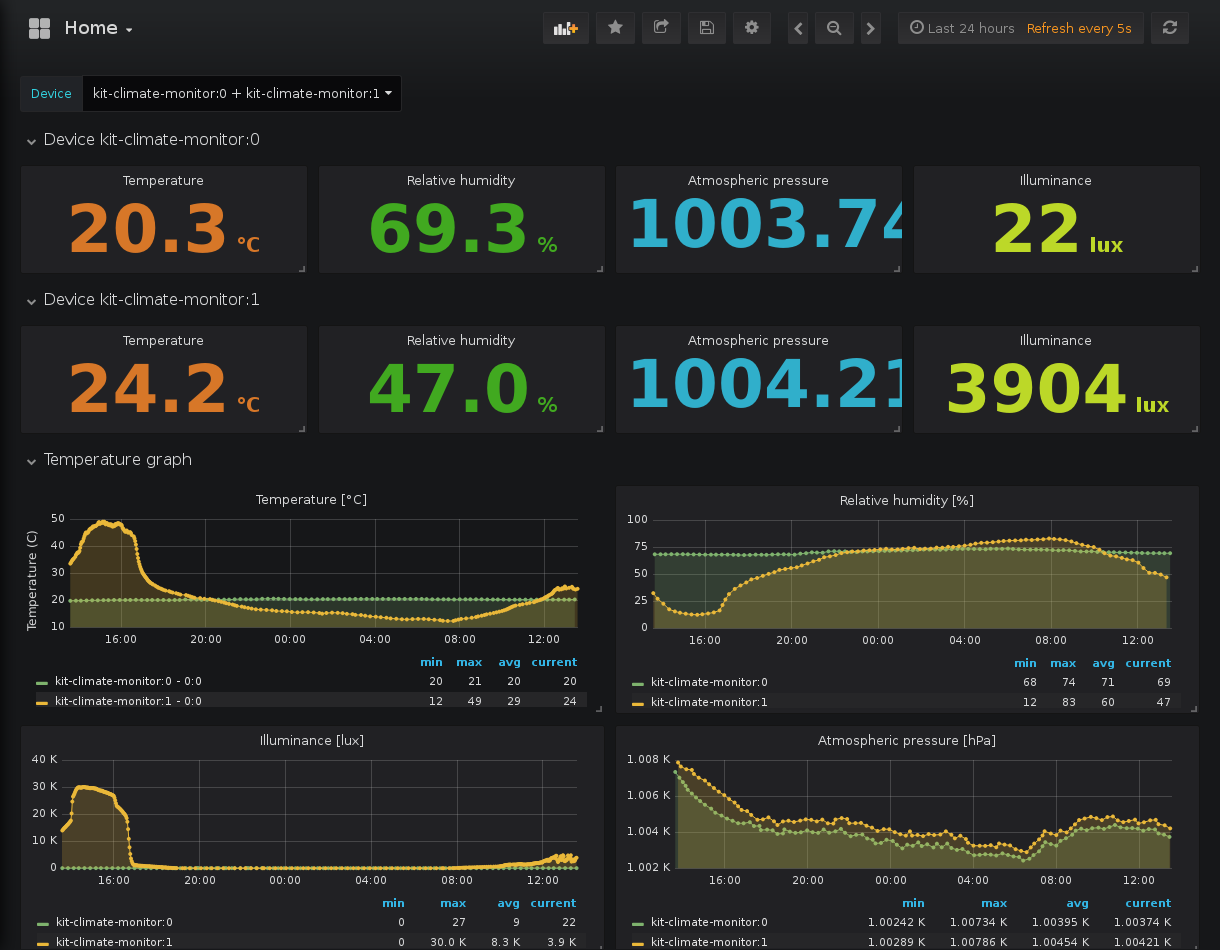 Home
Last 24 hours Refresh every 5s
Device kit-climate-monitor:0 + kit-climate-monitor:1
Device kit-climate-monitor:0
Temperature Relative humidity Atmospheric pressure Illuminance
20.3 °C 69.3 % 1003.74 22 lux
Device kit-climate-monitor:1
Temperature Relative humidity Atmospheric pressure Illuminance
24.2 °C 47.0 % 1004.21 3904 lux
Temperature graph
Temperature [°C]
Temperature (C)
50
40
30
20
10
16:00 20:00 00:00 04:00 08:00 12:00
min max avg current
kit-climate-monitor:0 - 0:0 20 21 20 20
kit-climate-monitor:1 - 0:0 12 49 29 24
Relative humidity [%]
100
75
50
25
0
16:00 20:00 00:00 04:00 08:00 12:00
min max avg current
kit-climate-monitor:0 68 74 71 69
kit-climate-monitor:1 12 83 60 47
Illuminance [lux]
40 K
30 K
20 K
10 K
0
16:00 20:00 00:00 04:00 08:00 12:00
min max avg current
kit-climate-monitor:0 0 27 9 22
kit-climate-monitor:1 0 30.0 K 8.3 K 3.9 K
Atmospheric pressure [hPa]
1.008 K
1.006 K
1.004 K
1.002 K
16:00 20:00 00:00 04:00 08:00 12:00
min max avg current
kit-climate-monitor:0 1.00242 K 1.00734 K 1.00395 K 1.00374 K
kit-climate-monitor:1 1.00289 K 1.00786 K 1.00454 K 1.00421 K